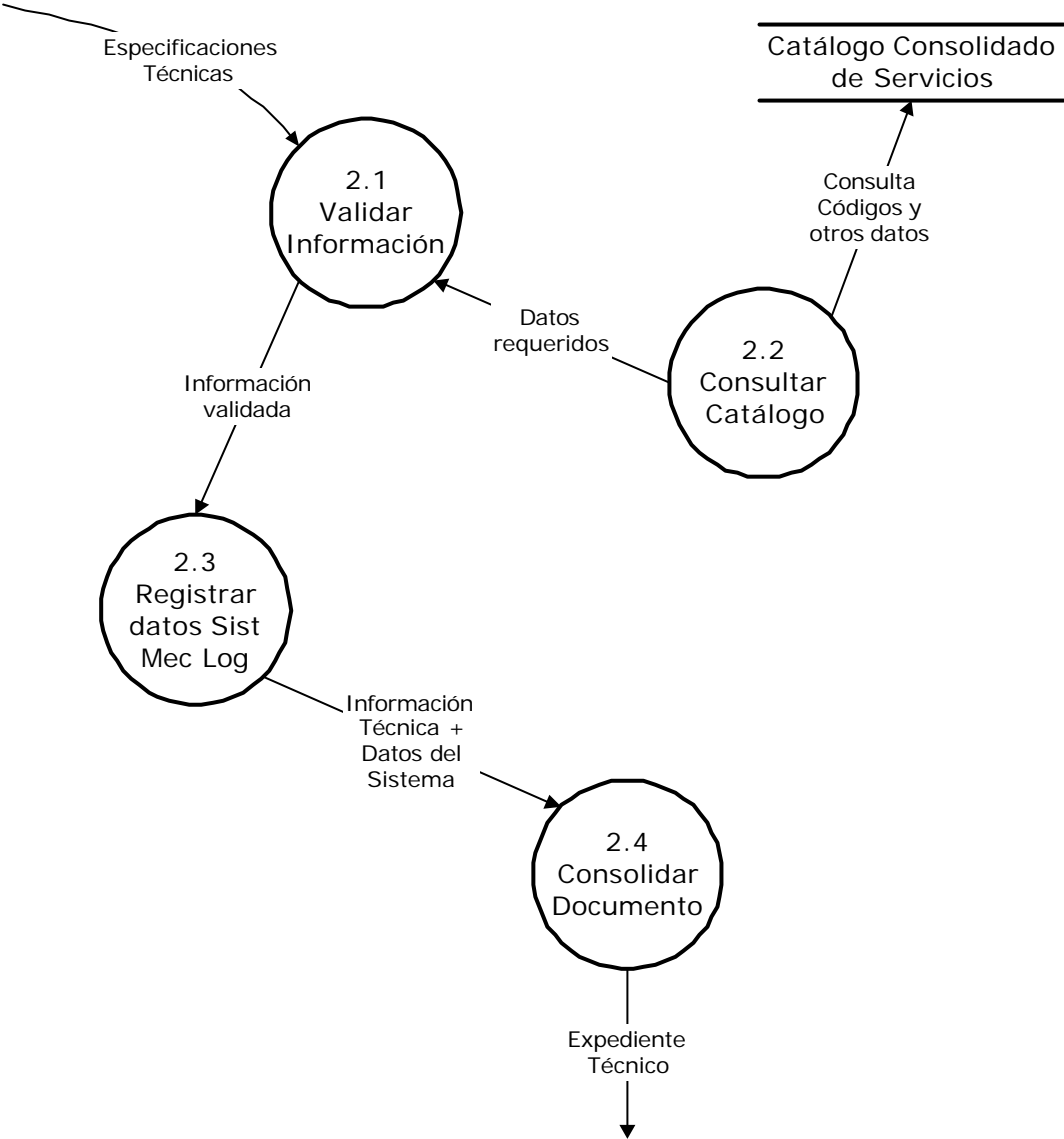 Especificaciones
Técnicas
Catálogo Consolidado
de Servicios
2.1
Validar
Información
Consulta
Códigos y
otros datos
Datos
requeridos
2.2
Consultar
Catálogo
Información
validada
2.3
Registrar
datos Sist
Mec Log
Información
Técnica +
Datos del
Sistema
2.4
Consolidar
Documento
Expediente
Técnico